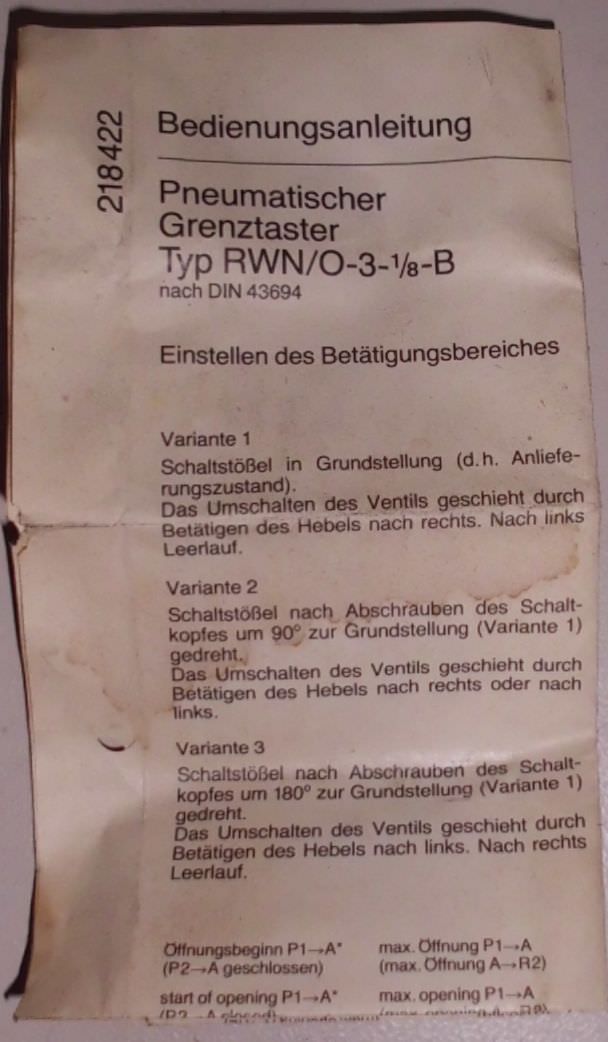 218422
Bedienungsanleitung
Pneumatischer
Grenztaster
Typ RWN/O-3-⅛-B
nach DIN 43694
Einstellen des Betätigungsbereiches
Variante 1
Schaltstößel in Grundstellung (d.h. Anliefe-
rungszustand).
Das Umschalten des Ventils geschieht durch
Betätigen des Hebels nach rechts. Nach links
Leerlauf.
Variante 2
Schaltstößel nach Abschrauben des Schalt-
kopfes um 90° zur Grundstellung (Variante 1)
gedreht.
Das Umschalten des Ventils geschieht durch
Betätigen des Hebels nach rechts oder nach
links.
Variante 3
Schaltstößel nach Abschrauben des Schalt-
kopfes um 180° zur Grundstellung (Variante 1)
gedreht.
Das Umschalten des Ventils geschieht durch
Betätigen des Hebels nach links. Nach rechts
Leerlauf.
Öffnungsbeginn P1→A*
(P2→A geschlossen)
max. Öffnung P1→A
(max. Öffnung A→R2)
start of opening P1→A*
max. opening P1→A